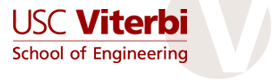 USC Viterbi
School of Engineering